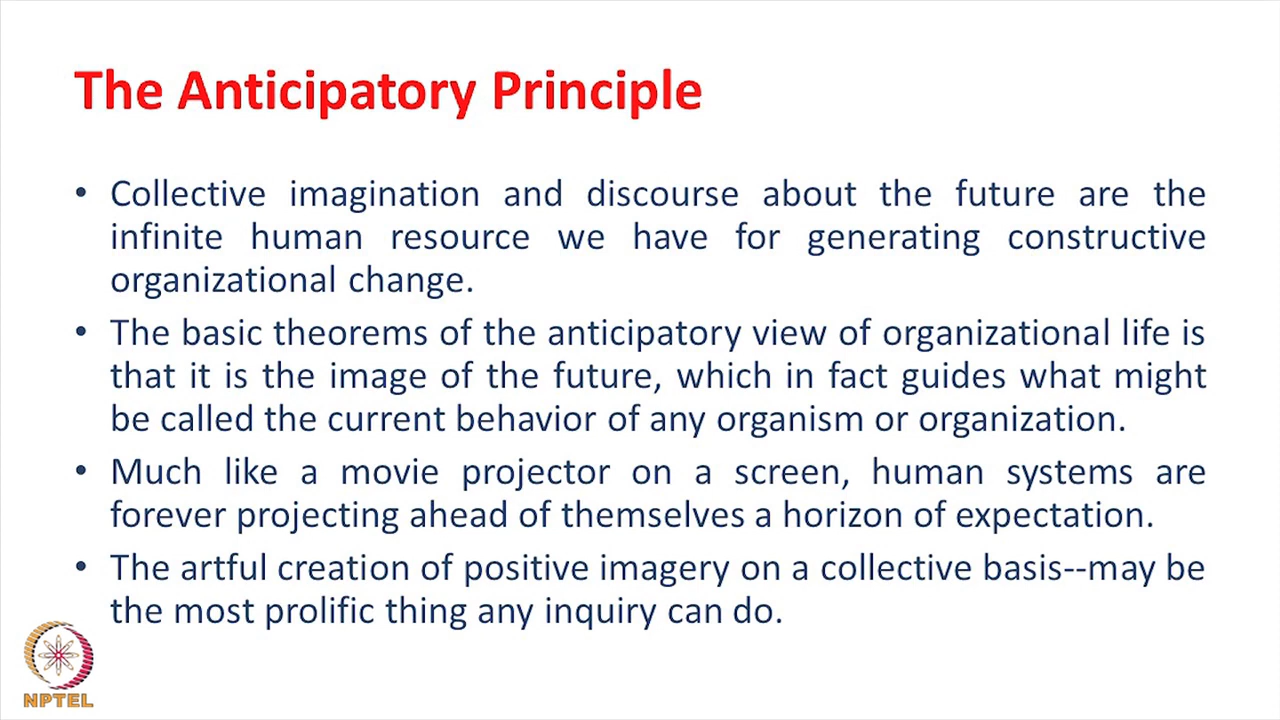 The Anticipatory Principle
• Collective imagination and discourse about the future are the
infinite human resource we have for generating constructive
organizational change.
• The basic theorems of the anticipatory view of organizational life is
that it is the image of the future, which in fact guides what might
be called the current behavior of any organism or organization.
• Much like a movie projector on a screen, human systems are
forever projecting ahead of themselves a horizon of expectation.
• The artful creation of positive imagery on a collective basis--may be
the most prolific thing any inquiry can do.
NPTEL